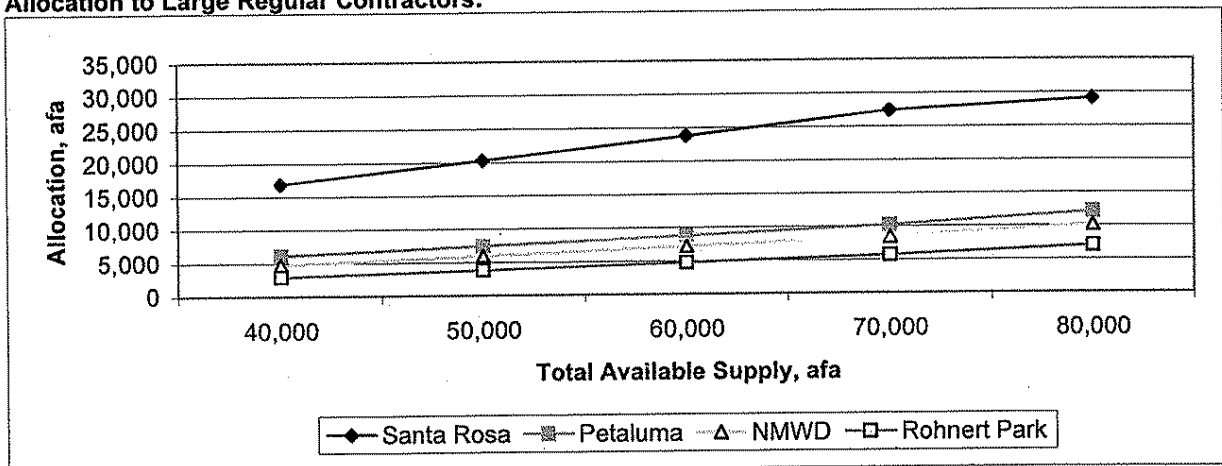 Allocation to Large Regular Contractors.
35,000
30,000
25,000
20,000
15,000
10,000
5,000
0
Allocation, afa
40,000 50,000 60,000 70,000 80,000
Total Available Supply, afa
Santa Rosa Petaluma NMWD Rohnert Park